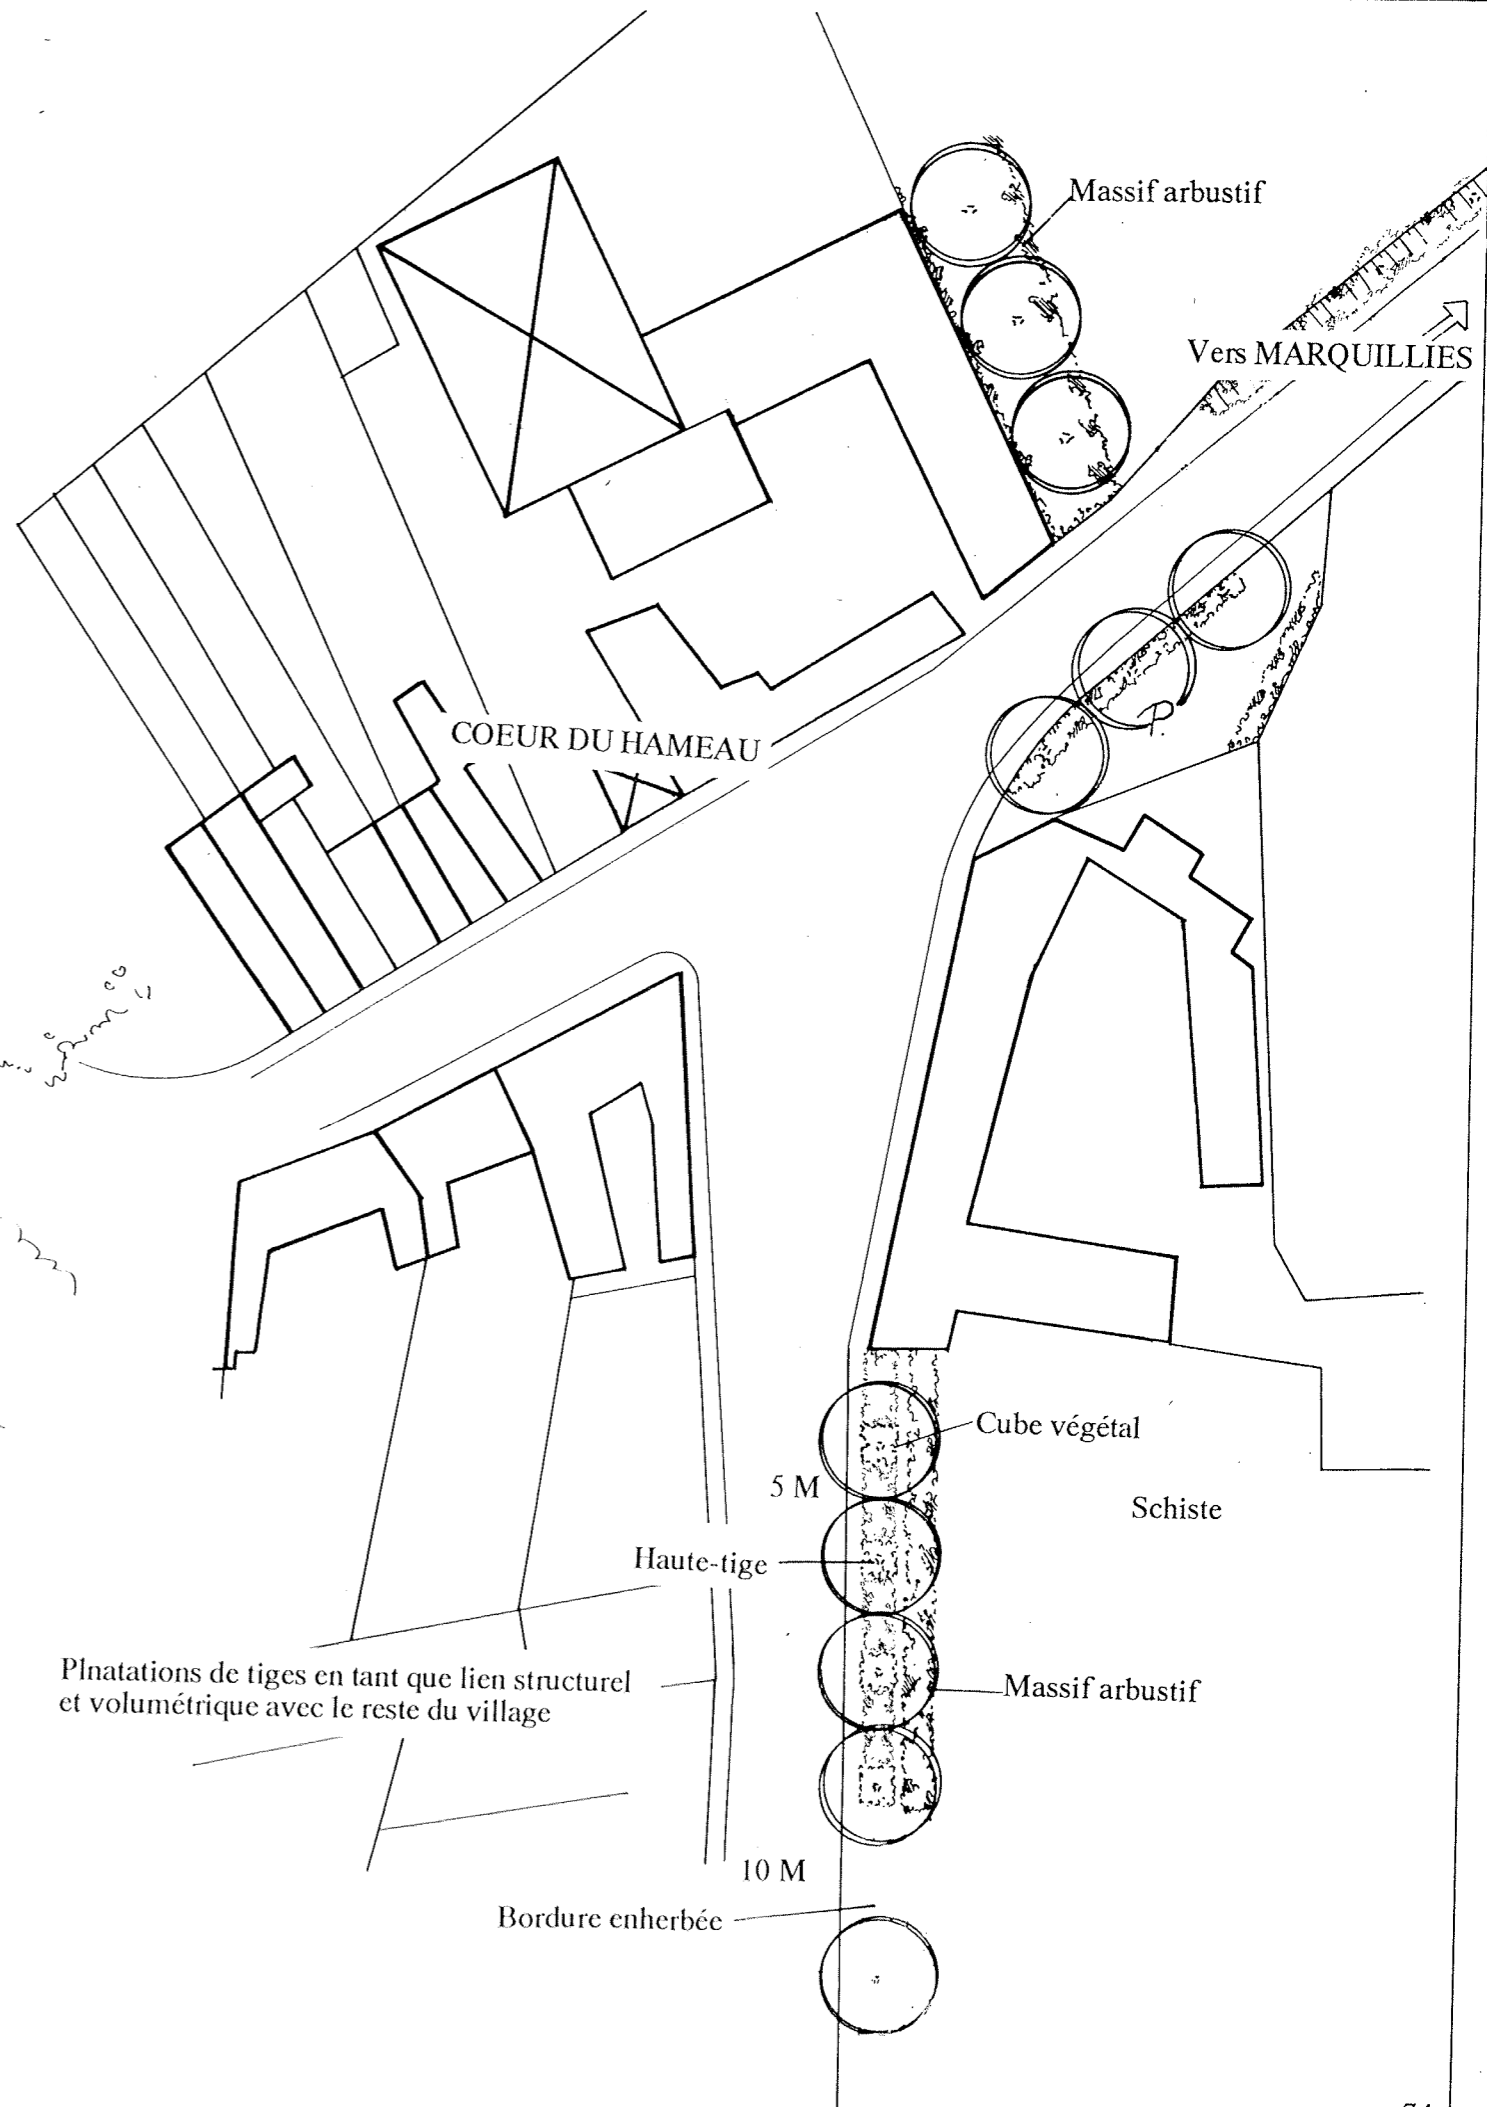 Massif arbustif
Vers MARQUILLIES
P.
COEUR DU HAMEAU
Cube végétal
5 M
Schiste
Haute-tige
Plnatations de tiges en tant que lien structurel
et volumétrique avec le reste du village
Massif arbustif
10 M
Bordure enherbée